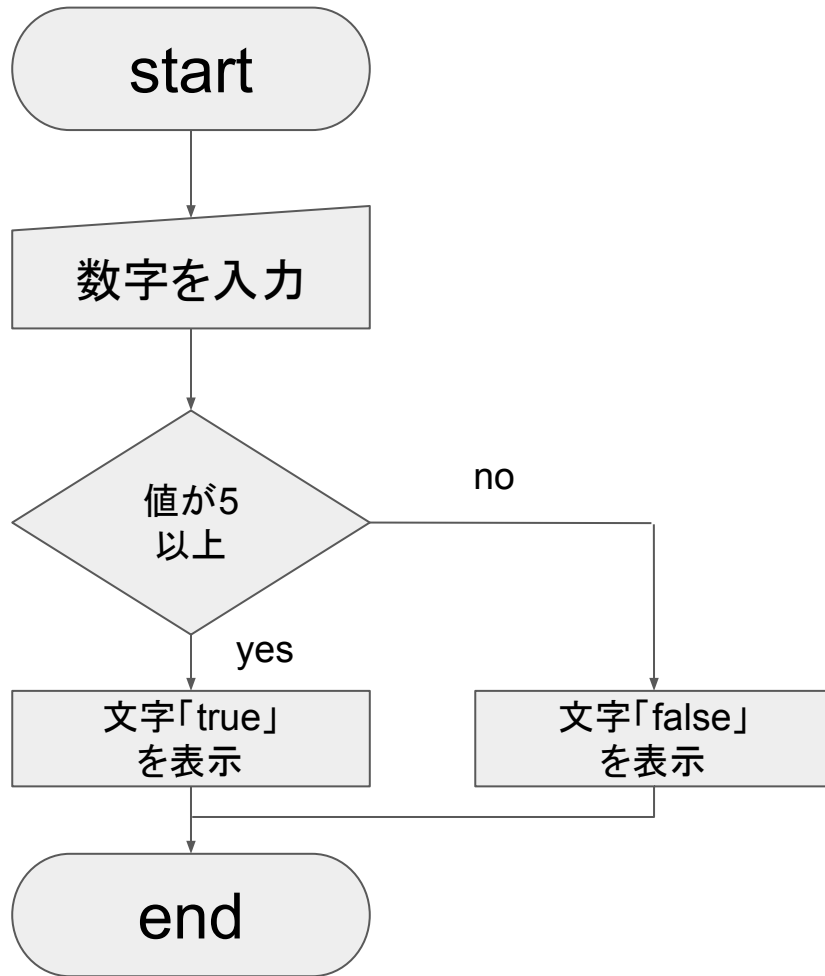 start
数字を入力
値が5
以上
no
yes
文字｢true｣
を表示
文字｢false｣
を表示
end